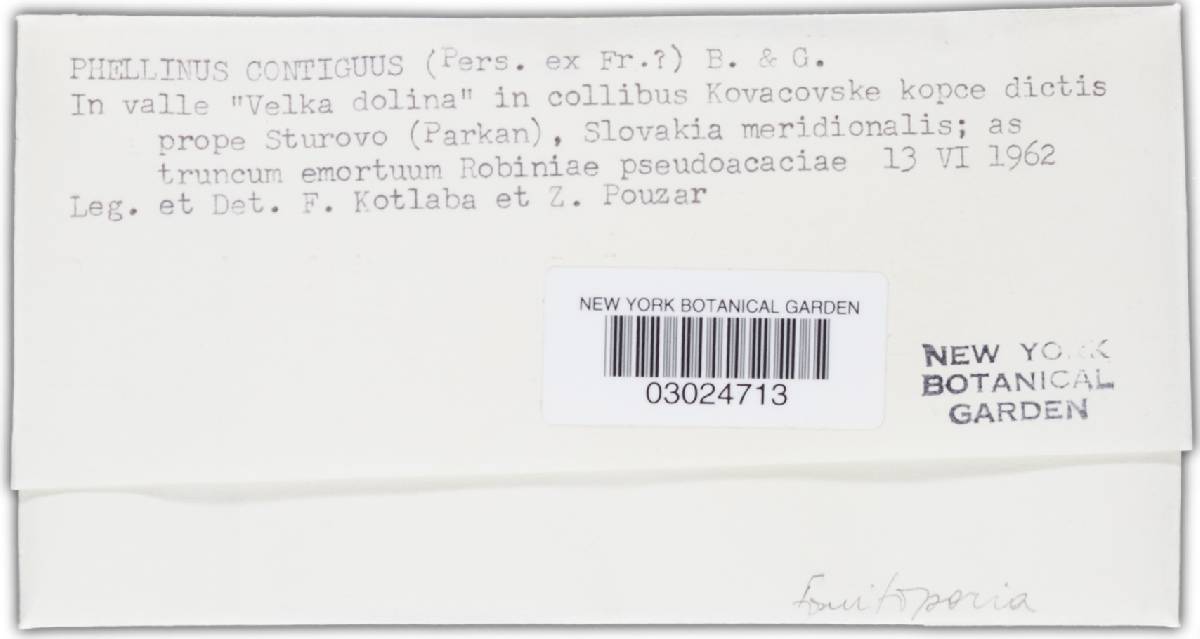 PHELLINUS CONTIGUUS (Pers. ex Fr.?) B. & G.
In valle "Velka dolina" in collibus Kovacovske kopce dictis
prope Sturovo (Parkan), Slovakia meridionalis; as
truncum emortuum Robiniae pseudoacaciae 13 VI 1962
Leg. et Det. F. Kotlaba et Z. Pouzar
NEW YORK BOTANICAL GARDEN
03024713
NEW YORK
BOTANICAL
GARDEN
Fomitoporia